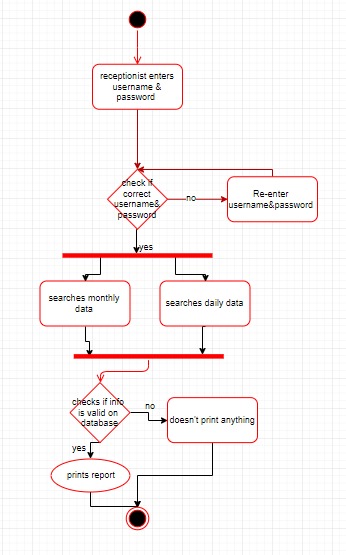 receptionist enters
username &
password
check if
correct
username&
password
no
Re-enter
username&password
yes
searches monthly
data
searches daily data
checks if info
is valid on
database
no
doesn't print anything
yes
prints report